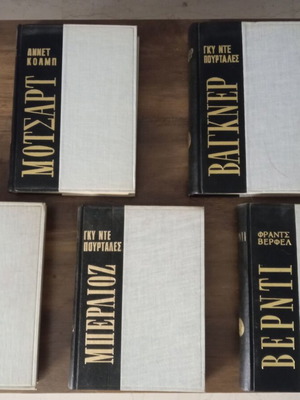 ΑΝΝΕΤ
ΚΟΛΜΠ
ΜΟΤΣΑΡΤ
ΓΚΥ ΝΤΕ
ΠΟΥΡΤΑΛΕΣ
ΒΑΓΚΝΕΡ
ΓΚΥ ΝΤΕ
ΠΟΥΡΤΑΛΕΣ
ΜΠΕΡΛΙΟΖ
ΦΡΑΝΤΣ
ΒΕΡΦΕΛ
ΒΕΡΝΤΙ